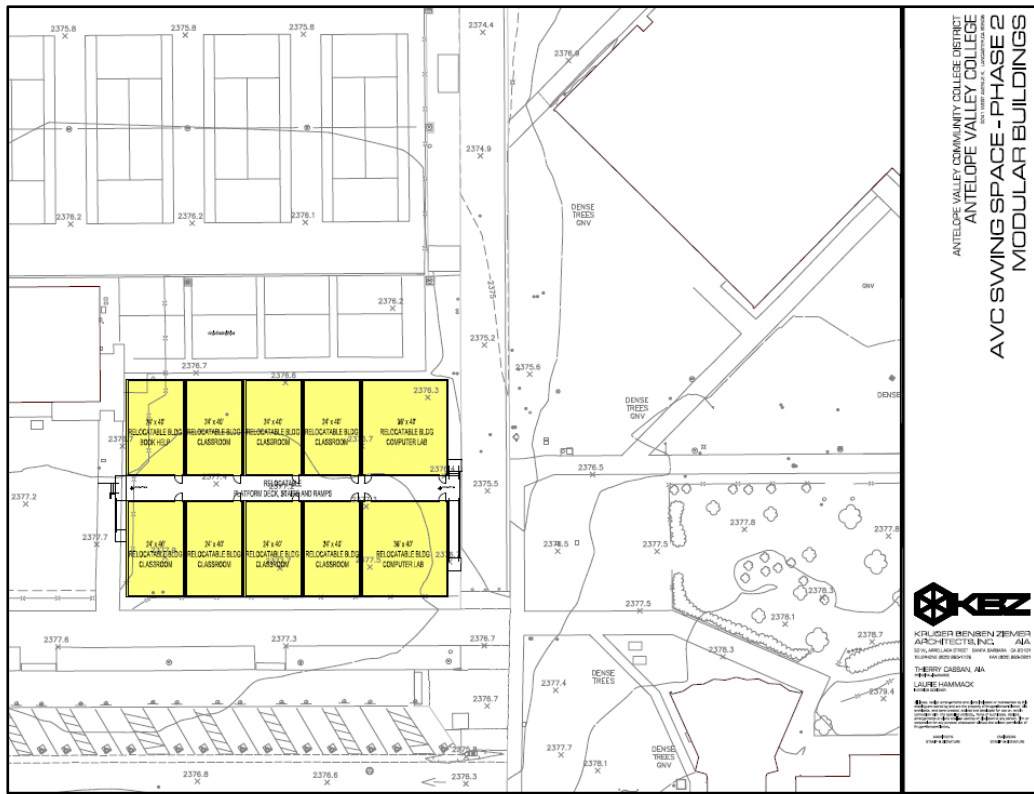 2375.8
2375.8
2375.8
2374.4
2376.9
2374.9
2376.2
2376.2
2376.1
DENSE
TREES
GNV
2375
2376.2
GNV
2375.2
2376.7
2376.6
2375.6
2376.3
DENSE
TREES
GNV
DENSE
24' x 40'
RELOCATABLE BLDG
BOOK HELP
24' x 40'
RELOCATABLE BLDG
CLASSROOM
24' x 40'
RELOCATABLE BLDG
CLASSROOM
24' x 40'
RELOCATABLE BLDG
CLASSROOM
36' x 40'
RELOCATABLE BLDG
COMPUTER LAB
2377.4
RELOCATABLE
PLATFORM DECK, STAIRS AND RAMPS
2375.5
2376.5
2377.2
2377.7
24' x 40'
RELOCATABLE BLDG
CLASSROOM
24' x 40'
RELOCATABLE BLDG
CLASSROOM
24' x 40'
RELOCATABLE BLDG
CLASSROOM
24' x 40'
RELOCATABLE BLDG
CLASSROOM
36' x 40'
RELOCATABLE BLDG
COMPUTER LAB
2376.5
2377.5
2377.8
2377.8
2378.3
2377.5
2378.1
2377.6
2377.3
2376.7
2378.3
2378.7
DENSE
TREES
2377.4
2379.4
2376.7
2377.7
2378.1
DENSE
TREES
GNV
2375.8
2376.8
2376.6
2376.3
ANTELOPE VALLEY COMMUNITY COLLEGE DISTRICT
ANTELOPE VALLEY COLLEGE
AVC SWING SPACE - PHASE 2
MODULAR BUILDINGS
KBZ
KRUGER BENSEN ZIEMER
ARCHITECTS, INC. AIA
THIERRY CASSAN, AIA
LAURIE HAMMACK